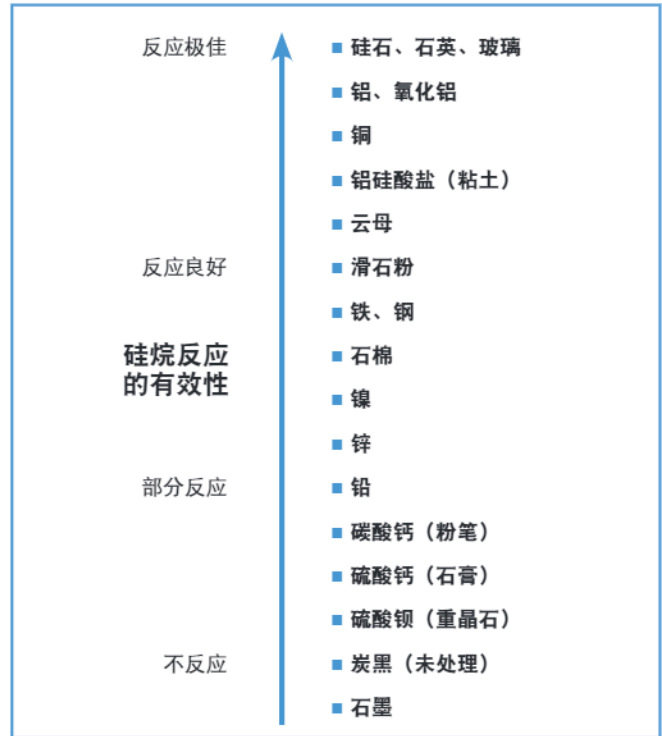 反应极佳
■ 硅石、石英、玻璃
■ 铝、氧化铝
■ 铜
■ 铝硅酸盐（粘土）
■ 云母
反应良好
■ 滑石粉
■ 铁、钢
硅烷反应
的有效性
■ 石棉
■ 镍
■ 锌
部分反应
■ 铅
■ 碳酸钙（粉笔）
■ 硫酸钙（石膏）
■ 硫酸钡（重晶石）
不反应
■ 炭黑（未处理）
■ 石墨